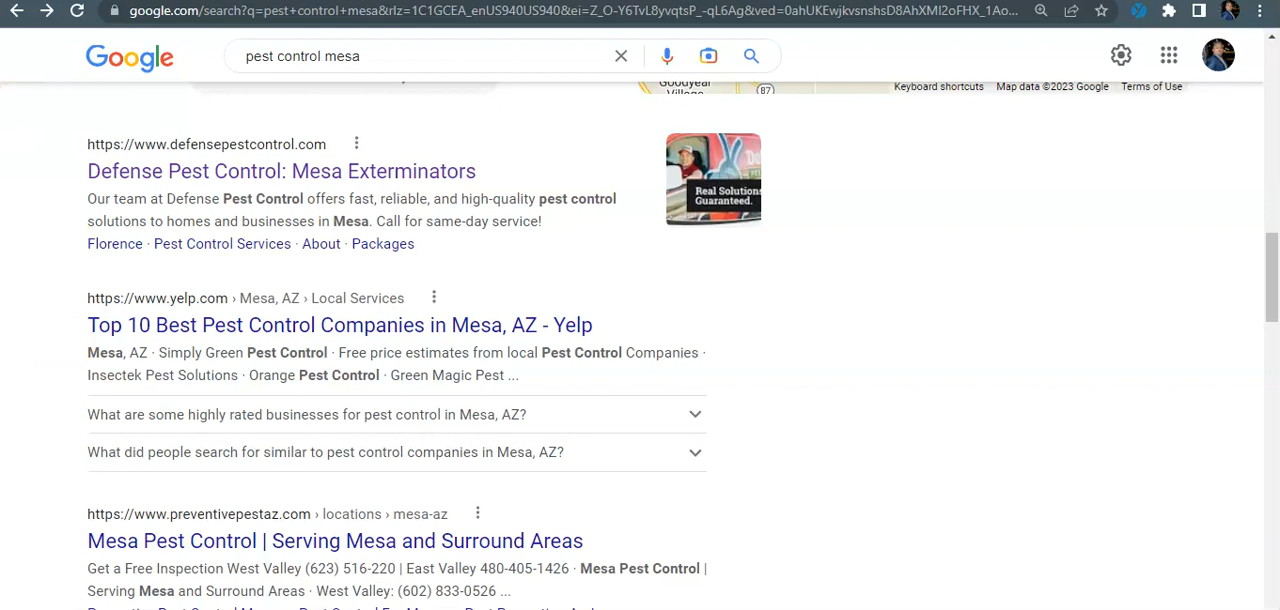 google.com/search?q=pest+control+mesa&rlz=1C1GCEA_enUS940US940&ei=Z_O-Y6TvL8yvqtsP_-qL6Ag&ved=0ahUKEwjkvsnshsD8AhXMl2oFHX_1Ao...
Google
pest control mesa
Goodyear
Village
87
Keyboard shortcuts Map data ©2023 Google Terms of Use
https://www.defensepestcontrol.com
Defense Pest Control: Mesa Exterminators
Our team at Defense Pest Control offers fast, reliable, and high-quality pest control
solutions to homes and businesses in Mesa. Call for same-day service!
Florence · Pest Control Services · About · Packages
Real Solutions
Guaranteed.
https://www.yelp.com › Mesa, AZ › Local Services
Top 10 Best Pest Control Companies in Mesa, AZ - Yelp
Mesa, AZ · Simply Green Pest Control · Free price estimates from local Pest Control Companies ·
Insectek Pest Solutions · Orange Pest Control · Green Magic Pest ...
What are some highly rated businesses for pest control in Mesa, AZ?
What did people search for similar to pest control companies in Mesa, AZ?
https://www.preventivepestaz.com › locations › mesa-az
Mesa Pest Control | Serving Mesa and Surround Areas
Get a Free Inspection West Valley (623) 516-220 | East Valley 480-405-1426 · Mesa Pest Control |
Serving Mesa and Surround Areas · West Valley: (602) 833-0526 ...